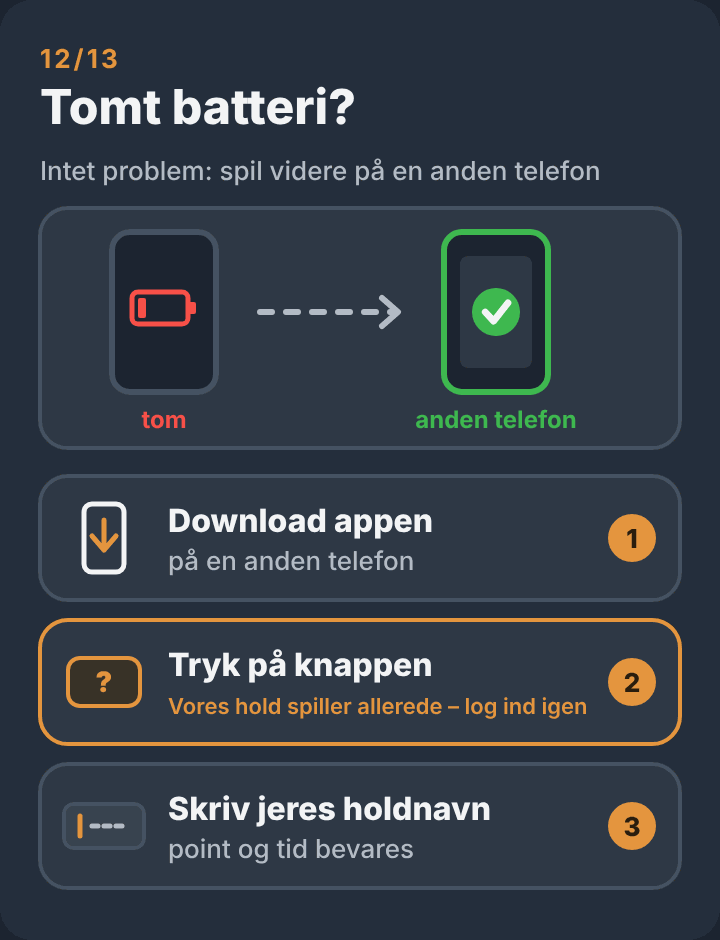 12/13
Tomt batteri?
Intet problem: spil videre på en anden telefon
tom
anden telefon
Download appen
på en anden telefon
1
?
Tryk på knappen
Vores hold spiller allerede – log ind igen
2
Skriv jeres holdnavn
point og tid bevares
3